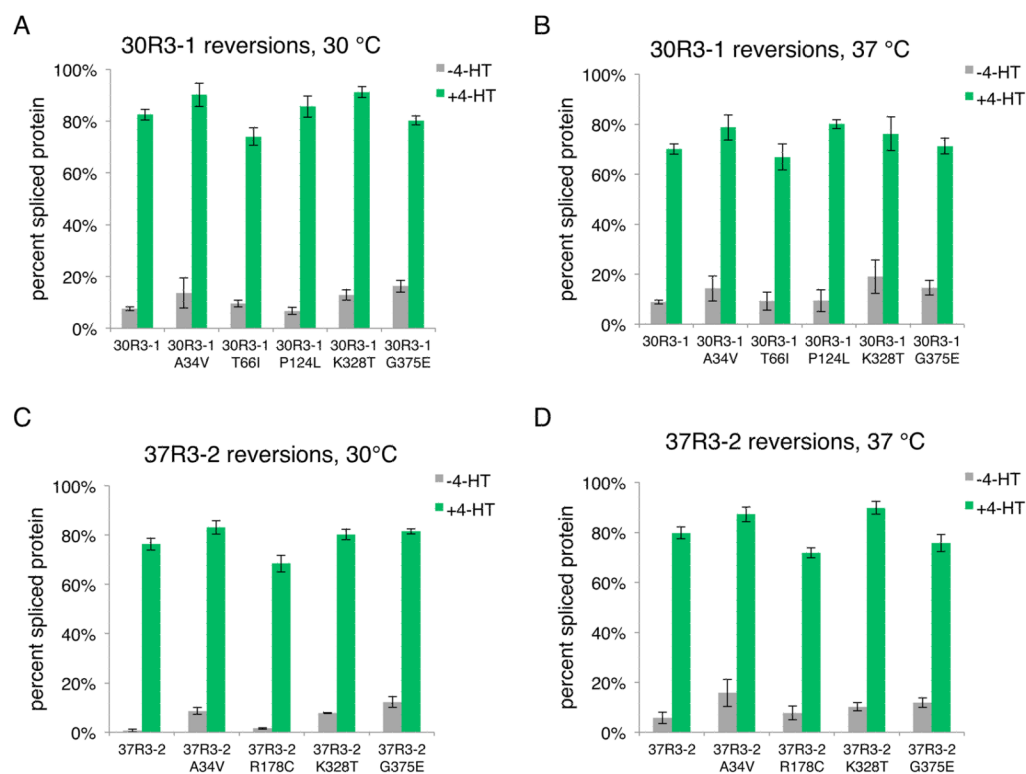 A
30R3-1 reversions, 30 °C
-4-HT
+4-HT
percent spliced protein
100%
80%
60%
40%
20%
0%
30R3-1 30R3-1 30R3-1 30R3-1 30R3-1 30R3-1
A34V T66I P124L K328T G375E
B
30R3-1 reversions, 37 °C
-4-HT
+4-HT
percent spliced protein
100%
80%
60%
40%
20%
0%
30R3-1 30R3-1 30R3-1 30R3-1 30R3-1 30R3-1
A34V T66I P124L K328T G375E
C
37R3-2 reversions, 30°C
-4-HT
+4-HT
percent spliced protein
100%
80%
60%
40%
20%
0%
37R3-2 37R3-2 37R3-2 37R3-2 37R3-2
A34V R178C K328T G375E
D
37R3-2 reversions, 37 °C
-4-HT
+4-HT
percent spliced protein
100%
80%
60%
40%
20%
0%
37R3-2 37R3-2 37R3-2 37R3-2 37R3-2
A34V R178C K328T G375E